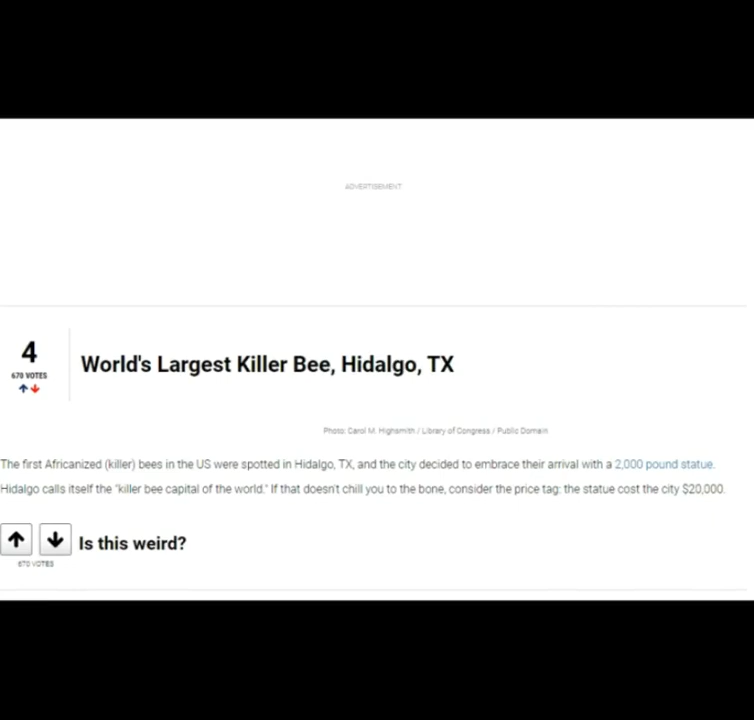 ADVERTISEMENT
4
670 VOTES
World's Largest Killer Bee, Hidalgo, TX
Photo: Carol M. Highsmith / Library of Congress / Public Domain
The first Africanized (killer) bees in the US were spotted in Hidalgo, TX, and the city decided to embrace their arrival with a 2,000 pound statue.
Hidalgo calls itself the "killer bee capital of the world." If that doesn't chill you to the bone, consider the price tag: the statue cost the city $20,000.
Is this weird?
670 VOTES